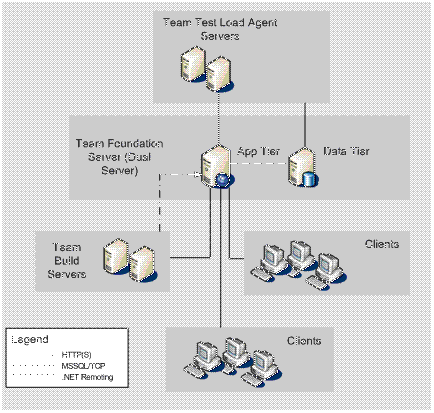 Team Test Load Agent
Servers
Team Foundation
Server (Dual
Server)
App Tier
Data Tier
Team
Build
Servers
Clients
Clients
Legend
HTTP(S)
MSSQL/TCP
.NET Remoting